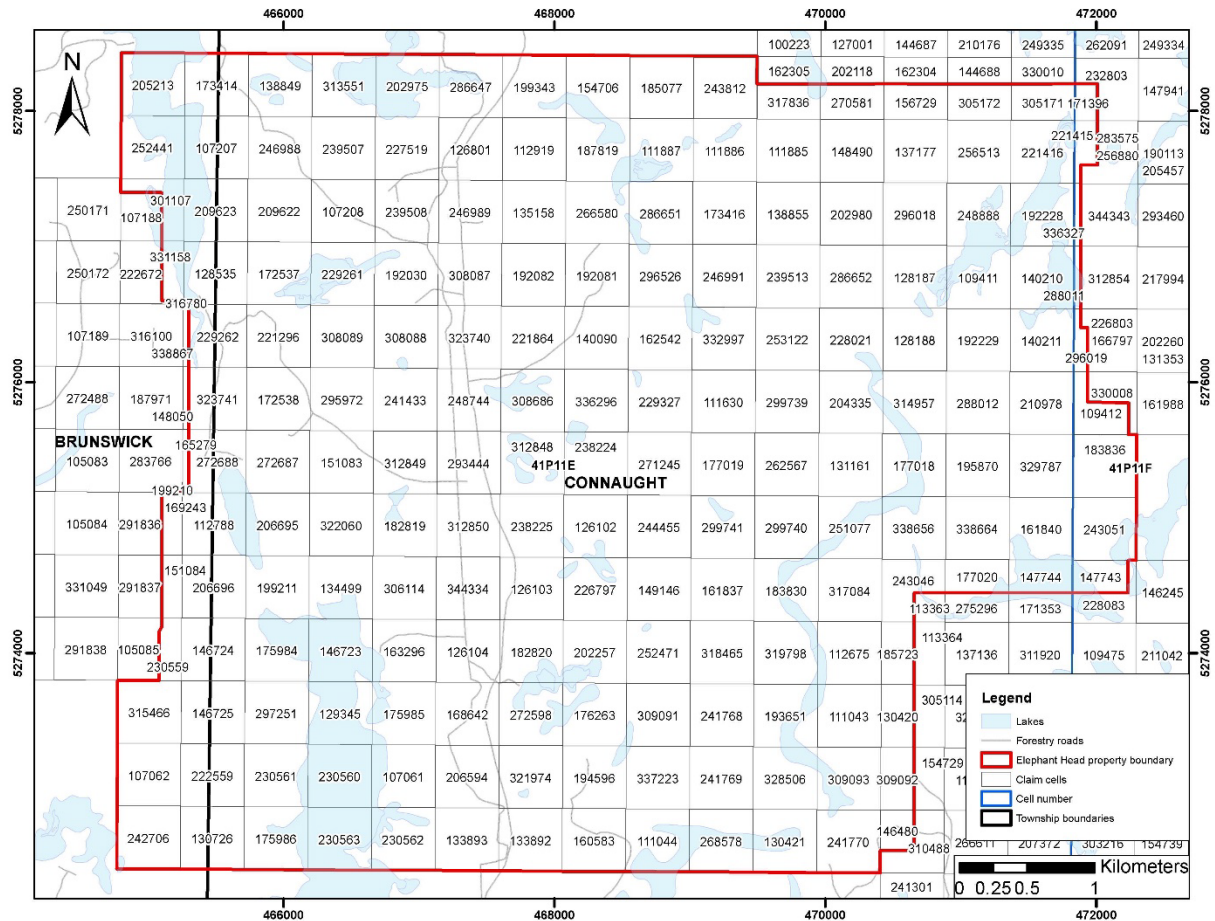 466000 468000 470000 472000
100223 127001 144687 210176 249335 262091 249334
N
162305 202118 162304 144688 330010 232803
205213 173414 138849 313551 202975 286647 199343 154706 185077 243812
147941
5278000 317836 270581 156729 305172 305171 171396 5278000
221415 283575
252441 107207 246988 239507 227519 126801 112919 187819 111887 111886 111885 148490 137177 256513 221416 256880 190113
205457
301107
250171 107188 209623 209622 107208 239508 246989 135158 266580 286651 173416 138855 202980 296018 248888 192228 344343 293460
336327
331158
250172 222672 128535 172537 229261 192030 308087 192082 192081 296526 246991 239513 286652 128187 109411 140210 312854 217994
288011
316780
226803
107189 316100 229262 221296 308089 308088 323740 221864 140090 162542 332997 253122 228021 128188 192229 140211 166797 202260
338867 296019 131353
5276000 5276000
330008
272488 187971 323741 172538 295972 241433 248744 308686 336296 229327 111630 299739 204335 314957 288012 210978 161988
148050 109412
BRUNSWICK 165279 312848 238224 183836
105083 283766 272688 272687 151083 312849 293444 41P11E 271245 177019 262567 131161 177018 195870 329787 41P11F
CONNAUGHT
199210
169243
105084 291836 112788 206695 322060 182819 312850 238225 126102 244455 299741 299740 251077 338656 338664 161840 243051
151084
243046 177020 147744 147743
331049 291837 206696 199211 134499 306114 344334 126103 226797 149146 161837 183830 317084 146245
113363 275296 171353 228083
113364
5274000 291838 105085 146724 175984 146723 163296 126104 182820 202257 252471 318465 319798 112675 185723 137136 311920 109475 211042 5274000
230559
305114
315466 146725 297251 129345 175985 168642 272598 176263 309091 241768 193651 111043 130420
154729
107062 222559 230561 230560 107061 206594 321974 194596 337223 241769 328506 309093 309092
146480
242706 130726 175986 230563 230562 133893 133892 160583 111044 268578 130421 241770 310488 266611 207372 303216 154739
241301
Legend
Lakes
Forestry roads
Elephant Head property boundary
Claim cells
Cell number
Township boundaries
Kilometers
0 0.25 0.5 1
466000 468000 470000 472000